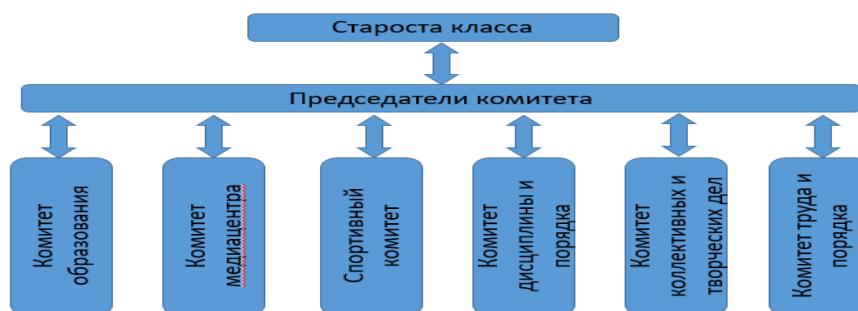 Староста класса
Председатели комитета
Комитет
образования
Комитет
медиацентра
Спортивный
комитет
Комитет
дисциплины и
порядка
Комитет
коллективных и
творческих дел
Комитет труда и
порядка